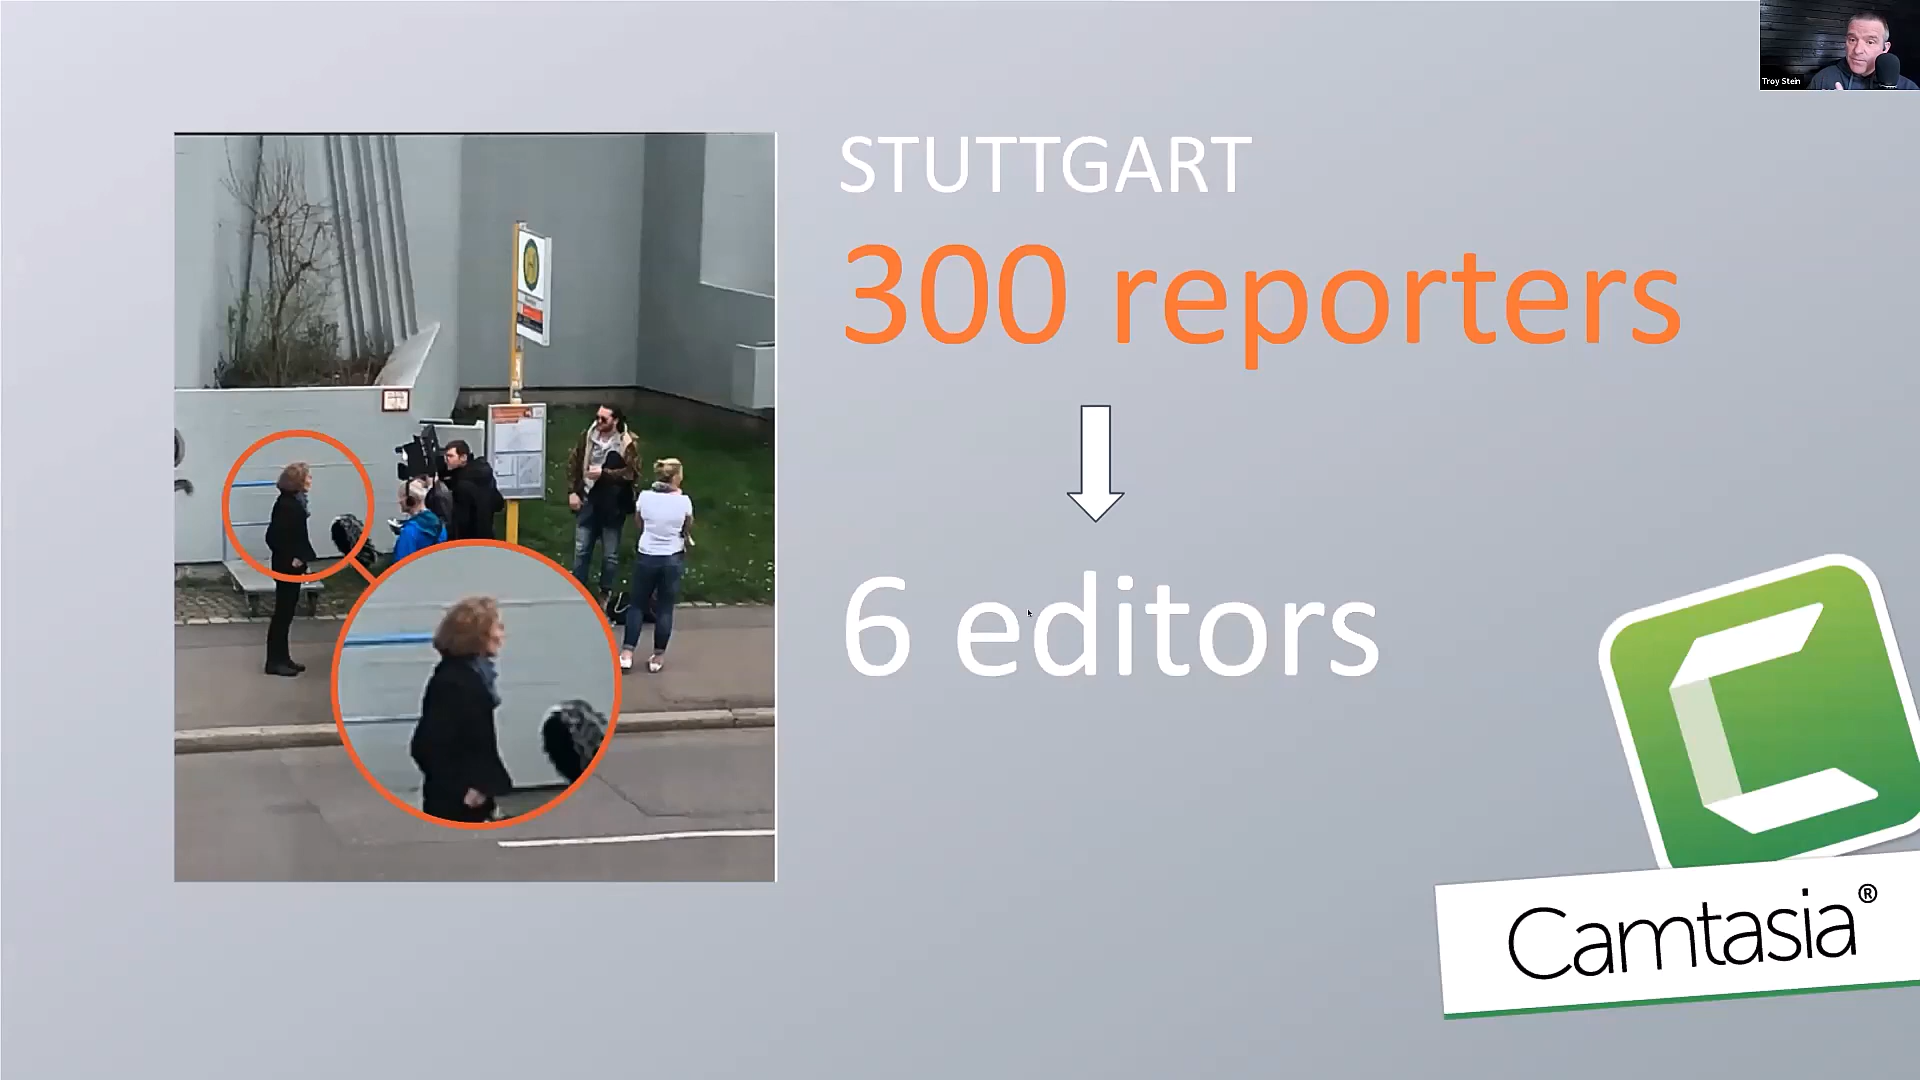 Troy Stein
STUTTGART
300 reporters
6 editors
Camtasia®